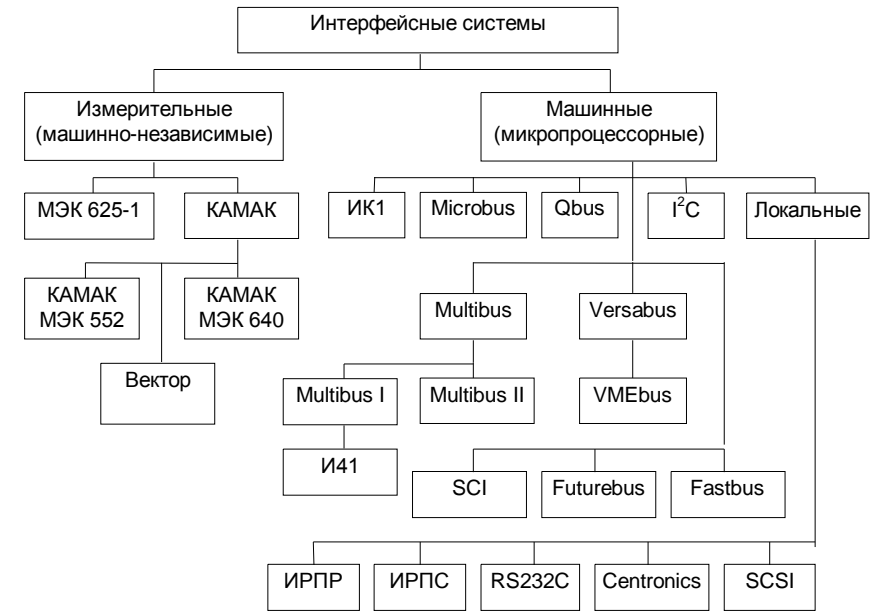 Интерфейсные системы
Измерительные
(машинно-независимые)
Машинные
(микропроцессорные)
МЭК 625-1
КАМАК
ИК1
Microbus
Qbus
I²C
Локальные
КАМАК
МЭК 552
КАМАК
МЭК 640
Multibus
Versabus
Вектор
Multibus I
Multibus II
VMEbus
И41
SCI
Futurebus
Fastbus
ИРПР
ИРПС
RS232C
Centronics
SCSI